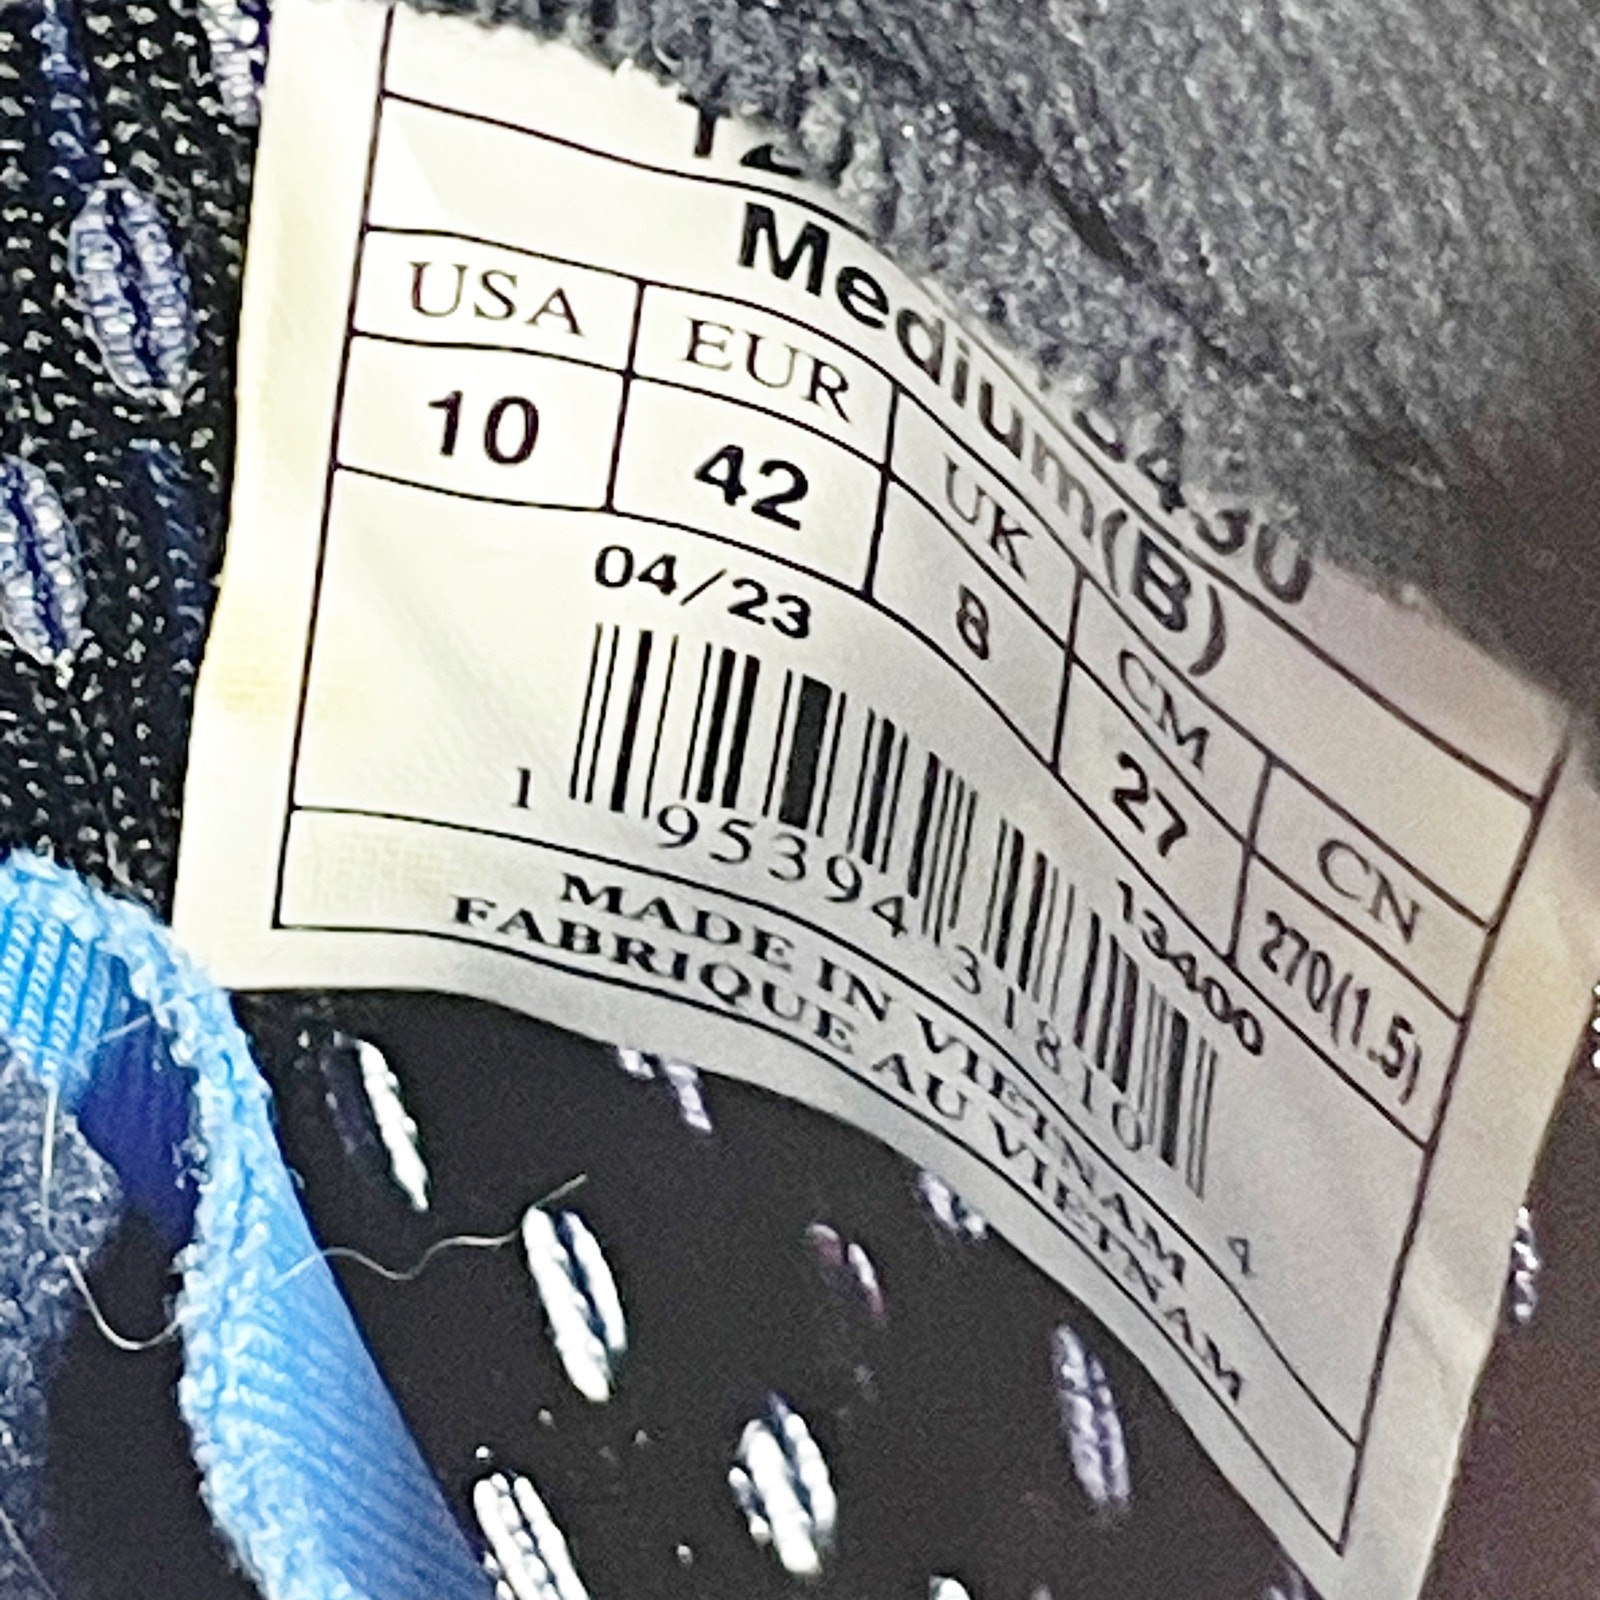 Medium(B)
USA EUR UK CM CN
10 42 8 27 270(1.5)
04/23 13400
1 95394 31810 4
MADE IN VIETNAM
FABRIQUE AU VIETNAM